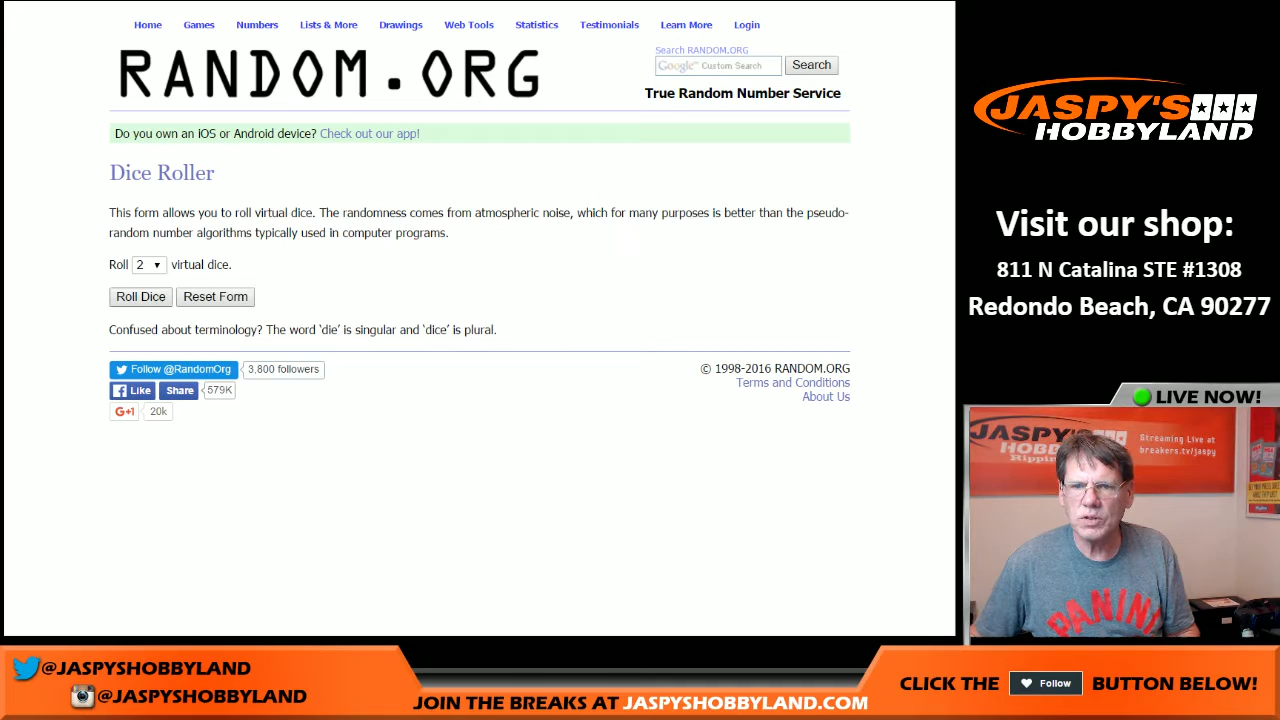 Home Games Numbers Lists & More Drawings Web Tools Statistics Testimonials Learn More Login
RANDOM.ORG
Search RANDOM.ORG
Google Custom Search Search
True Random Number Service
Do you own an iOS or Android device? Check out our app!
Dice Roller
This form allows you to roll virtual dice. The randomness comes from atmospheric noise, which for many purposes is better than the pseudo-
random number algorithms typically used in computer programs.
Roll 2 virtual dice.
Roll Dice Reset Form
Confused about terminology? The word ‘die’ is singular and ‘dice’ is plural.
Follow @RandomOrg 3,800 followers
Like Share 579K
G+1 20k
© 1998-2016 RANDOM.ORG
Terms and Conditions
About Us
JASPY'S
HOBBYLAND
Visit our shop:
811 N Catalina STE #1308
Redondo Beach, CA 90277
LIVE NOW!
JASPY'S
HOBBYLAND
Streaming Live at
breakers.tv/jaspy
PANINI
@JASPYSHOBBYLAND
@JASPYSHOBBYLAND
JOIN THE BREAKS AT JASPYSHOBBYLAND.COM
CLICK THE Follow BUTTON BELOW!